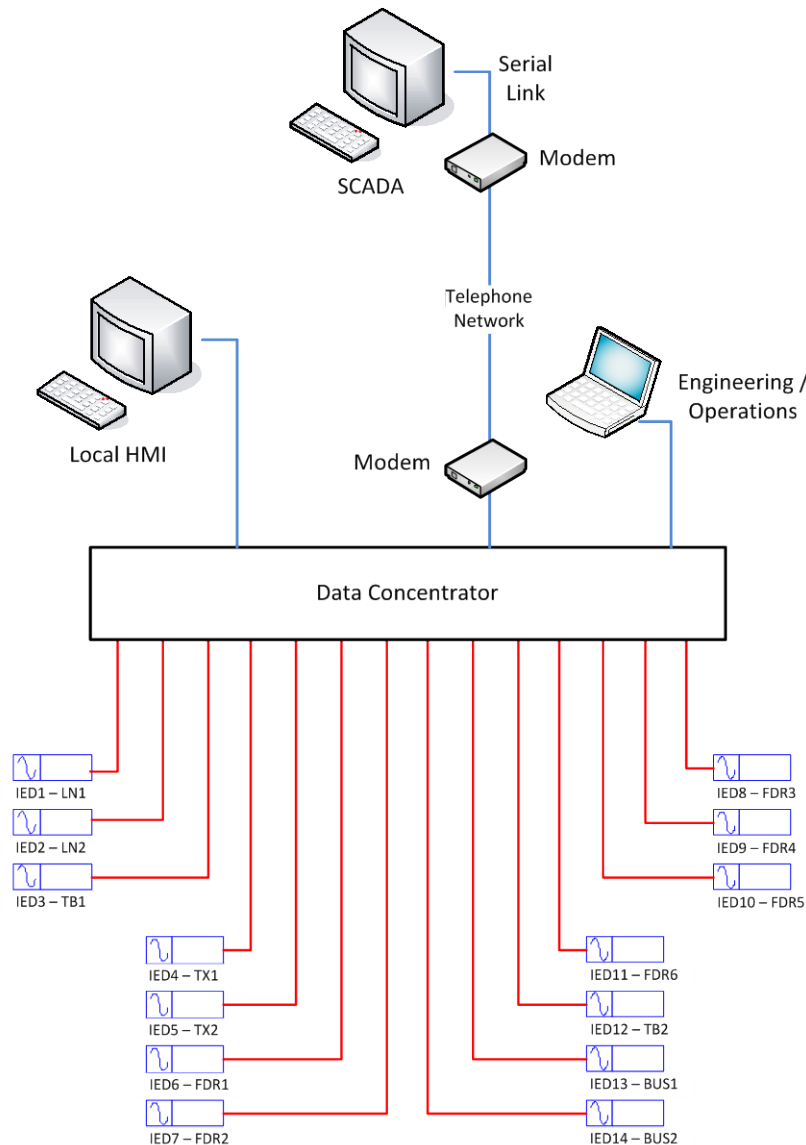 Serial
Link
Modem
SCADA
Telephone
Network
Engineering /
Operations
Local HMI
Modem
Data Concentrator
IED1 – LN1
IED2 – LN2
IED3 – TB1
IED4 – TX1
IED5 – TX2
IED6 – FDR1
IED7 – FDR2
IED8 – FDR3
IED9 – FDR4
IED10 – FDR5
IED11 – FDR6
IED12 – TB2
IED13 – BUS1
IED14 – BUS2